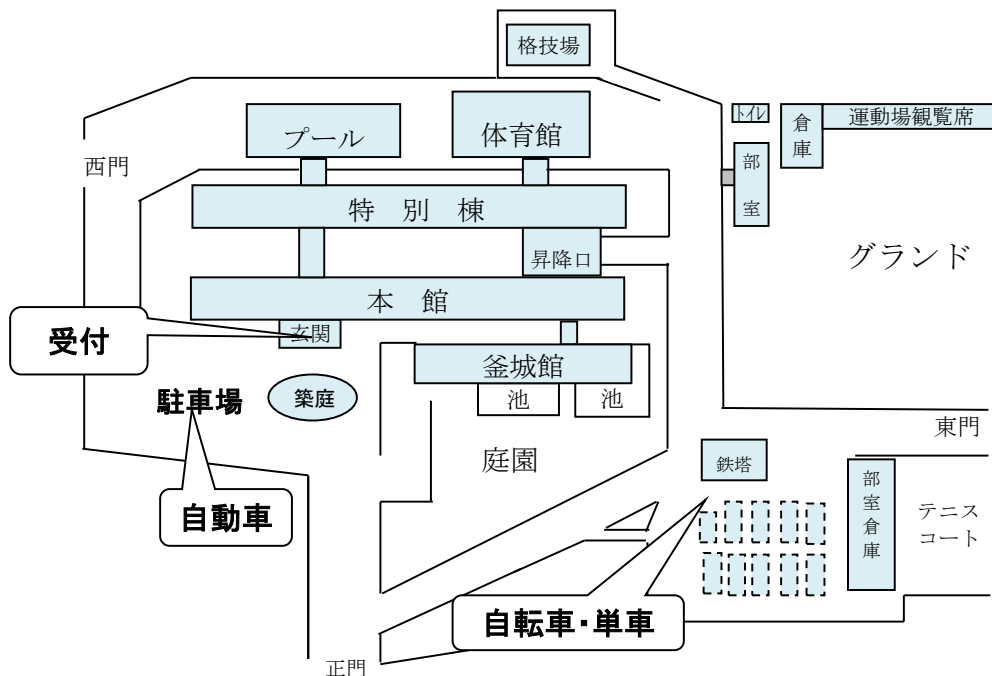 格技場
トイレ
倉庫
運動場観覧席
プール
体育館
西門
部室
特別棟
グランド
昇降口
本館
受付
玄関
釜城館
駐車場
築庭
池
池
東門
庭園
鉄塔
部室倉庫
自動車
テニス
コート
自転車・単車
正門